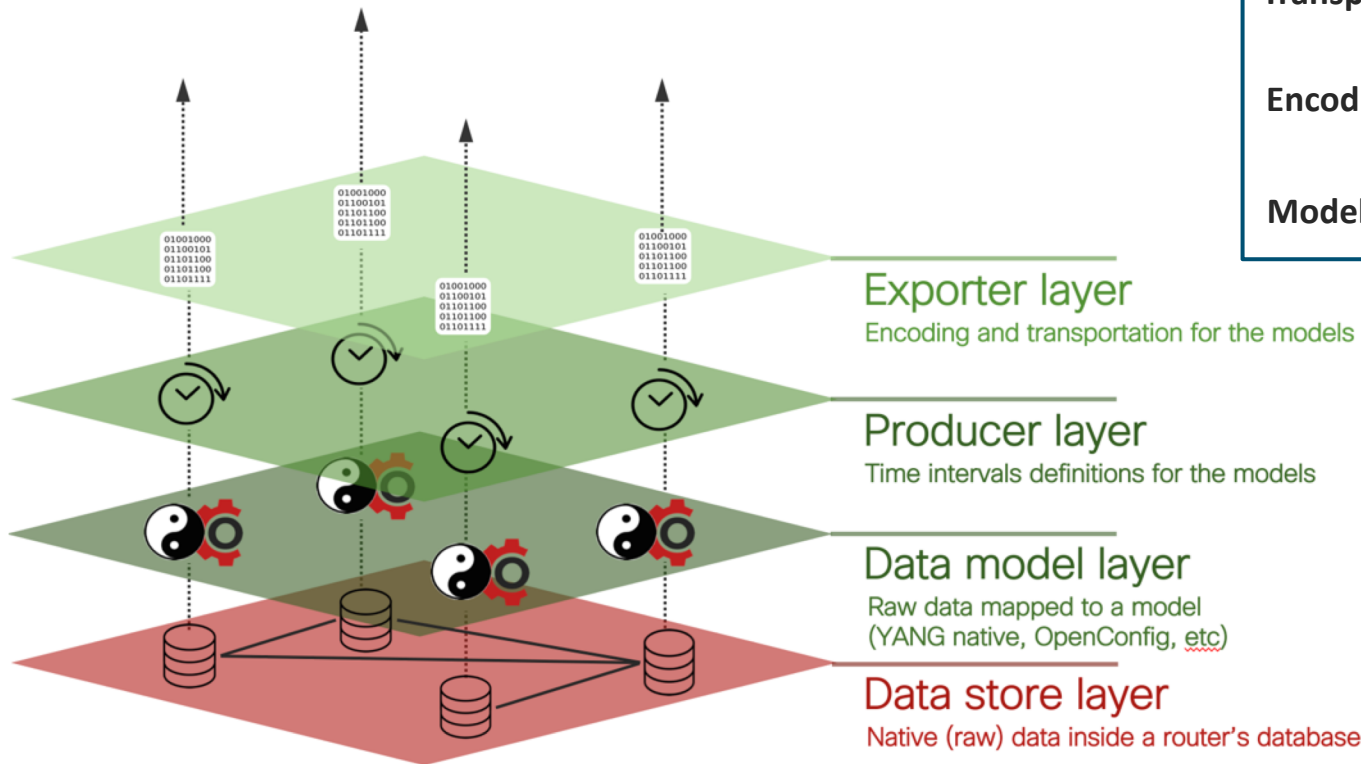 Transp
Encod
Model
01001000
01100101
01101100
01101100
01101111
01001000
01100101
01101100
01101100
01101111
01001000
01100101
01101100
01101100
01101111
01001000
01100101
01101100
01101100
01101111
Exporter layer
Encoding and transportation for the models
Producer layer
Time intervals definitions for the models
Data model layer
Raw data mapped to a model
(YANG native, OpenConfig, etc)
Data store layer
Native (raw) data inside a router's database